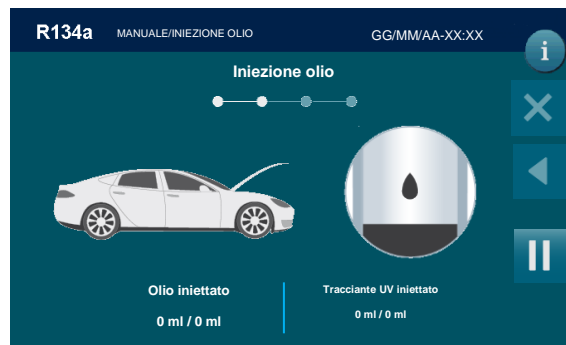 R134a MANUALE/INIEZIONE OLIO GG/MM/AA-XX:XX
i
Iniezione olio
Olio iniettato
0 ml / 0 ml
Tracciante UV iniettato
0 ml / 0 ml